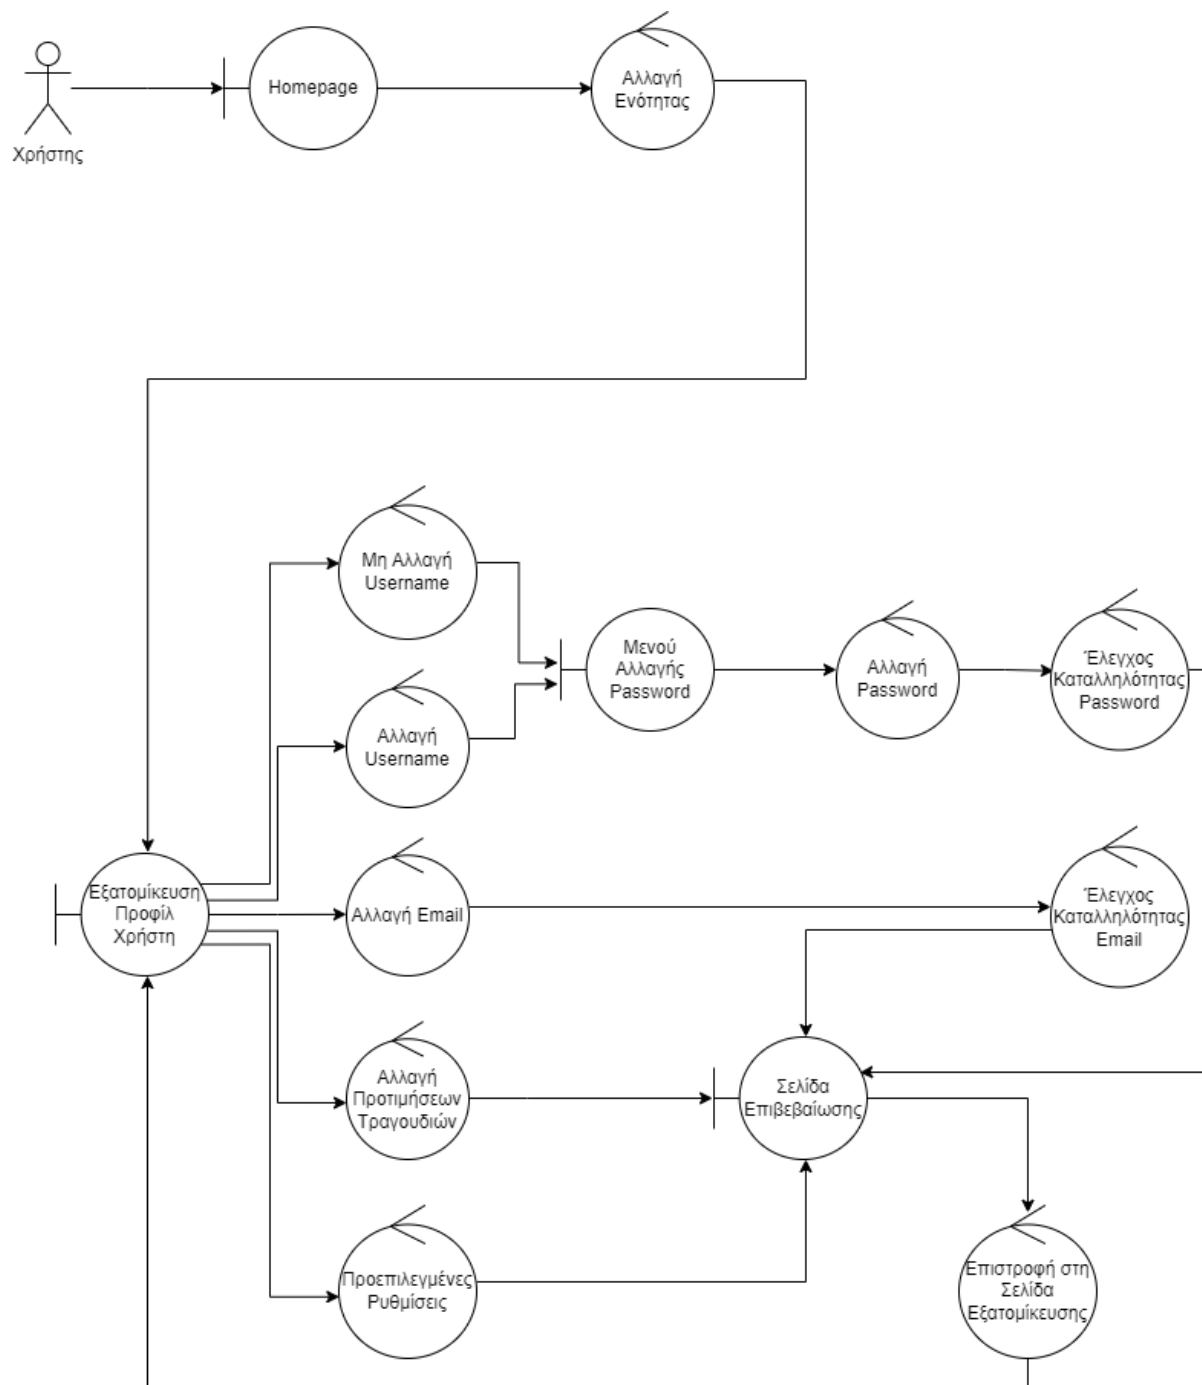 Χρήστης
Homepage
Αλλαγή
Ενότητας
Μη Αλλαγή
Username
Αλλαγή
Username
Μενού
Αλλαγής
Password
Αλλαγή
Password
Έλεγχος
Καταλληλότητας
Password
Εξατομίκευση
Προφίλ
Χρήστη
Αλλαγή Email
Έλεγχος
Καταλληλότητας
Email
Αλλαγή
Προτιμήσεων
Τραγουδιών
Σελίδα
Επιβεβαίωσης
Προεπιλεγμένες
Ρυθμίσεις
Επιστροφή στη
Σελίδα
Εξατομίκευσης